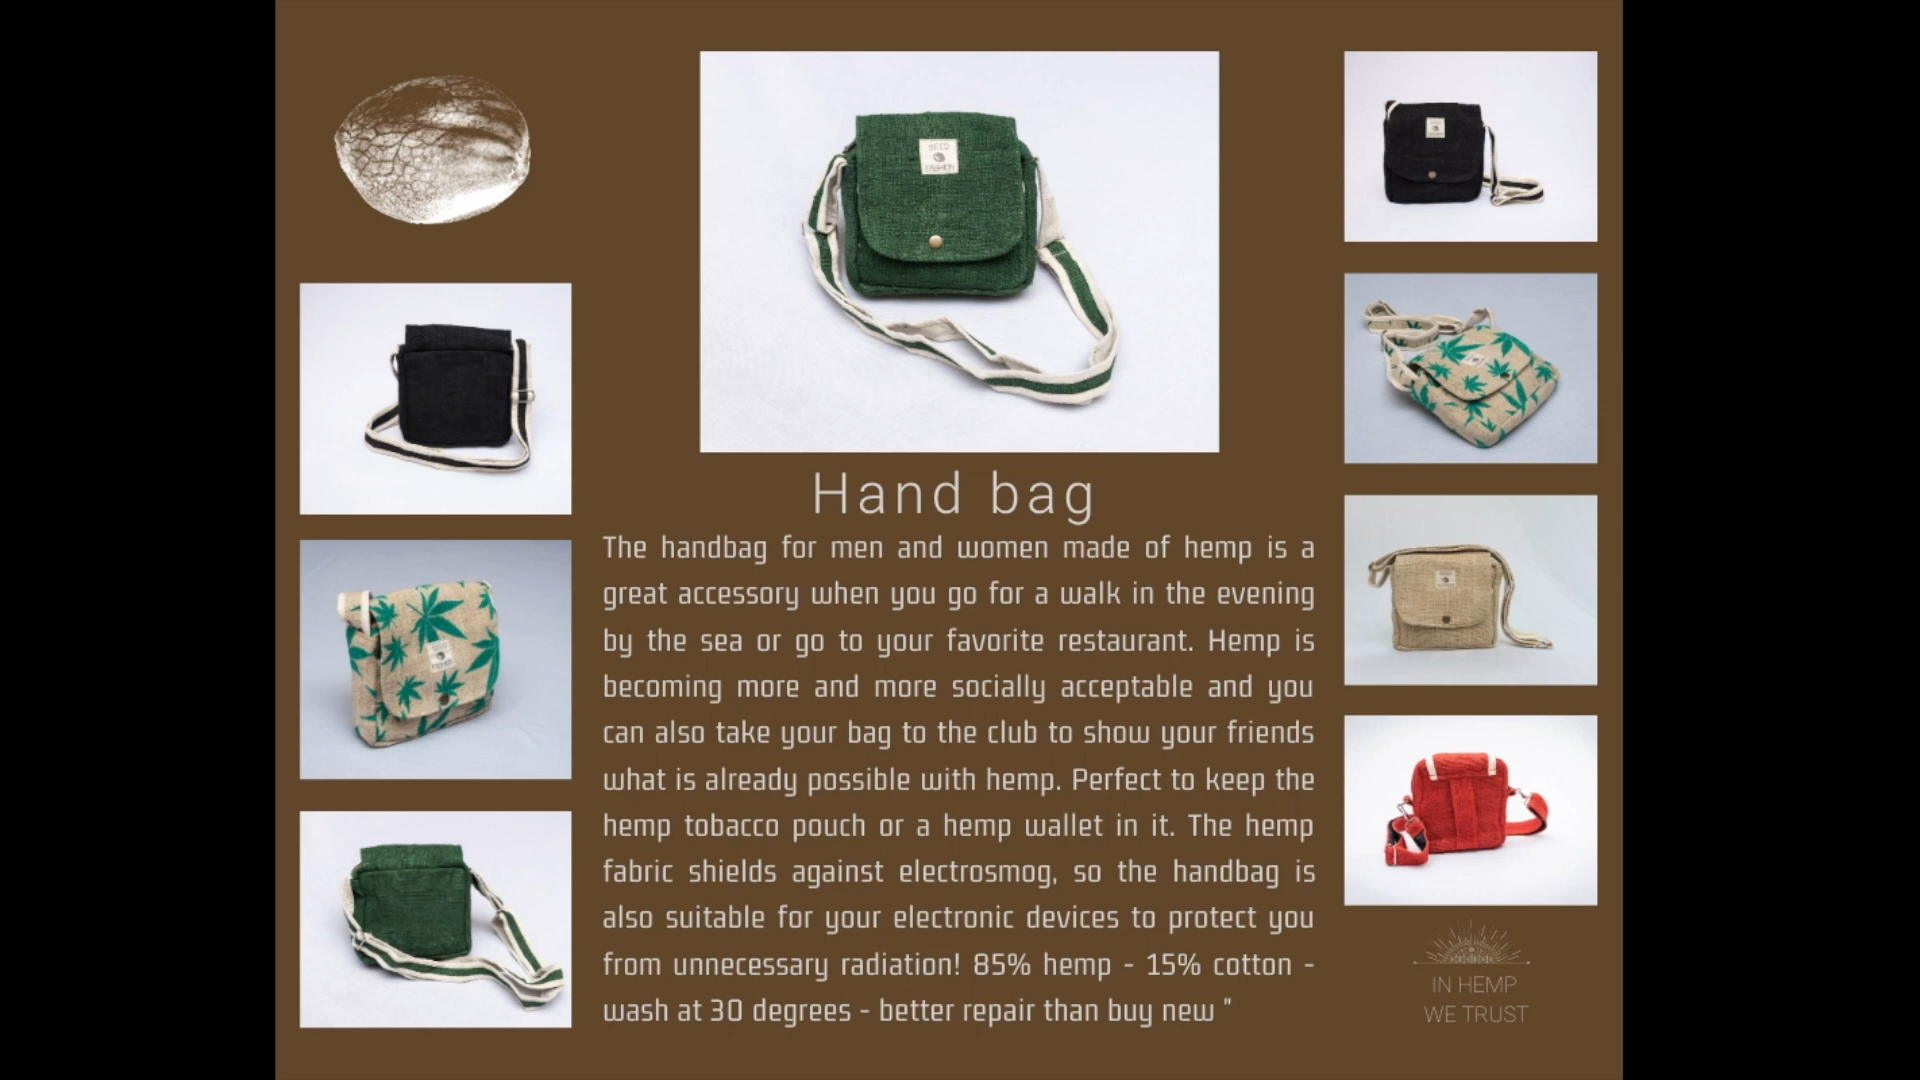 SEED
FASHION
Hand bag
The handbag for men and women made of hemp is a
great accessory when you go for a walk in the evening
by the sea or go to your favorite restaurant. Hemp is
becoming more and more socially acceptable and you
can also take your bag to the club to show your friends
what is already possible with hemp. Perfect to keep the
hemp tobacco pouch or a hemp wallet in it. The hemp
fabric shields against electrosmog, so the handbag is
also suitable for your electronic devices to protect you
from unnecessary radiation! 85% hemp - 15% cotton -
wash at 30 degrees - better repair than buy new "
IN HEMP
WE TRUST